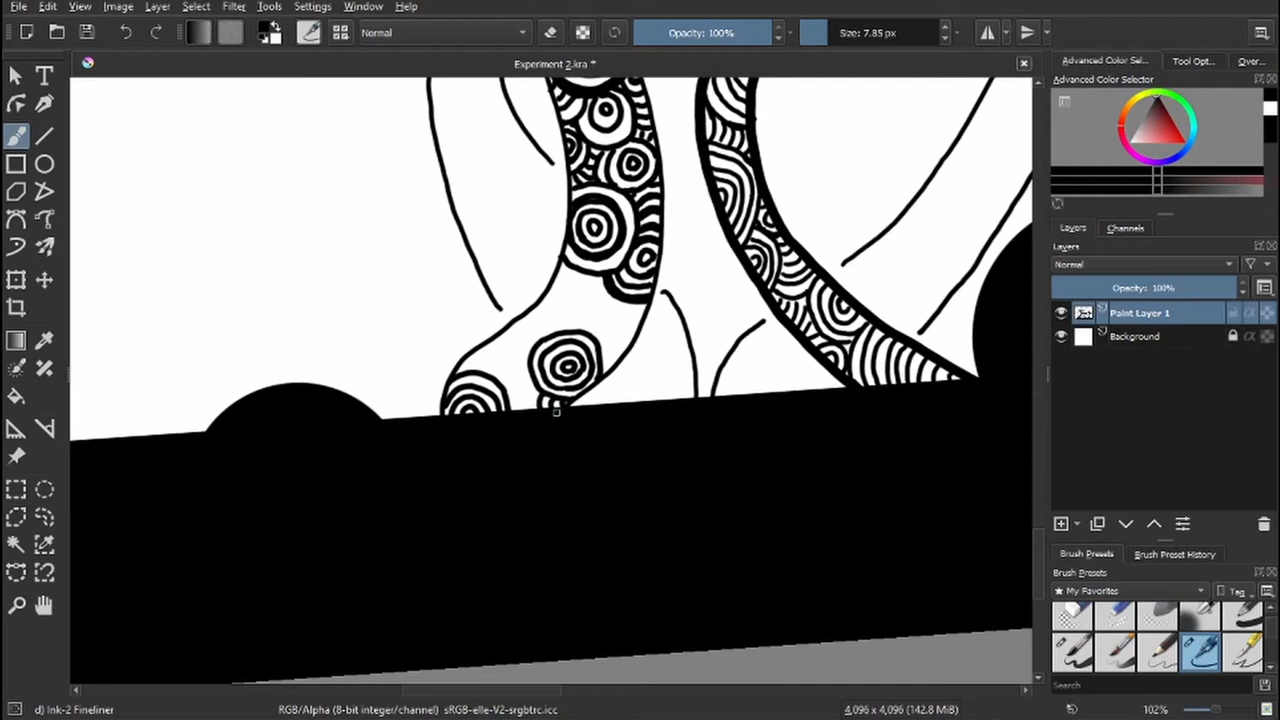 File Edit View Image Layer Select Filter Tools Settings Window Help
Normal Opacity: 100% Size: 7.85 px
Experiment 2.kra *
Advanced Color Sel... Tool Opt... Over...
Advanced Color Selector
Layers Channels
Layers
Normal
Opacity: 100%
Paint Layer 1
Background
Brush Presets Brush Preset History
Brush Presets
★ My Favorites Tag
Search
d) Ink-2 Fineliner RGB/Alpha (8-bit integer/channel) sRGB-elle-V2-srgbtrc.icc 4,096 x 4,096 (142.8 MiB) 102%